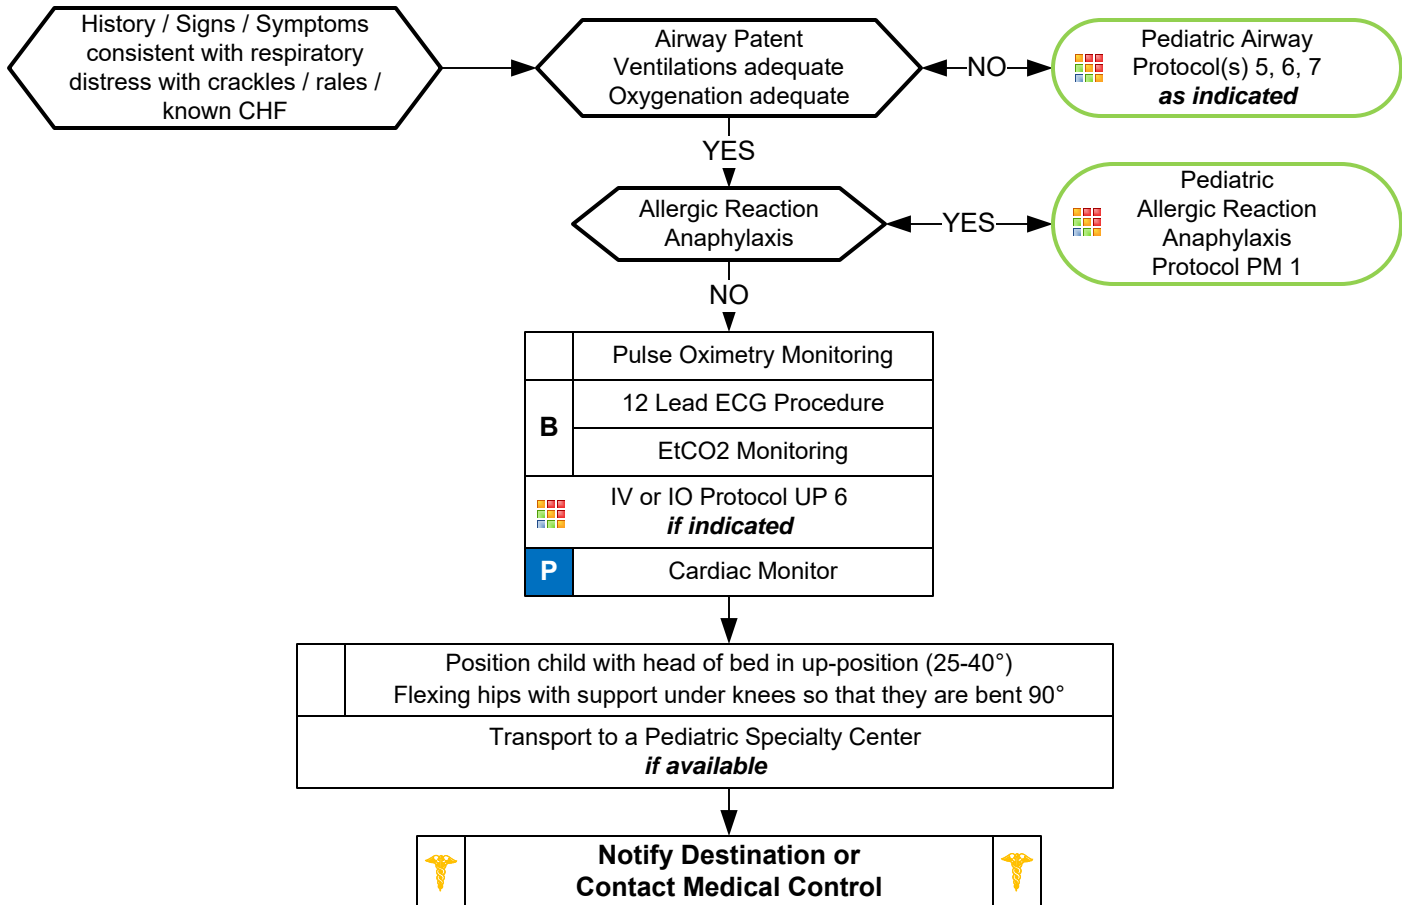 History / Signs / Symptoms
consistent with respiratory
distress with crackles / rales /
known CHF
Airway Patent
Ventilations adequate
Oxygenation adequate
NO
Pediatric Airway
Protocol(s) 5, 6, 7
as indicated
YES
Allergic Reaction
Anaphylaxis
YES
Pediatric
Allergic Reaction
Anaphylaxis
Protocol PM 1
NO
Pulse Oximetry Monitoring
B
12 Lead ECG Procedure
EtCO2 Monitoring
IV or IO Protocol UP 6
if indicated
P
Cardiac Monitor
Position child with head of bed in up-position (25-40°)
Flexing hips with support under knees so that they are bent 90°
Transport to a Pediatric Specialty Center
if available
Notify Destination or
Contact Medical Control